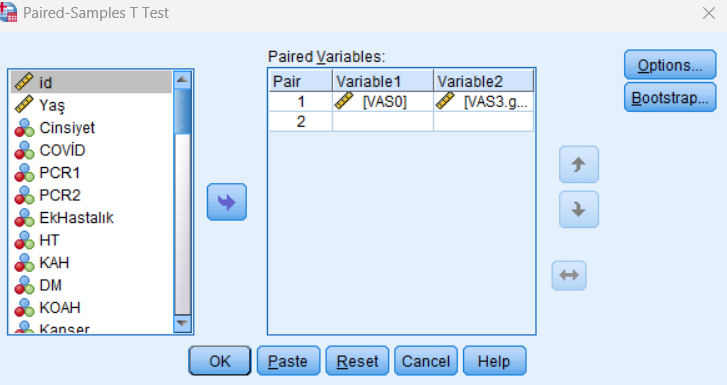 Paired-Samples T Test
Paired Variables:
id
Yaş
Cinsiyet
COVİD
PCR1
PCR2
EkHastalık
HT
KAH
DM
KOAH
Kanser
Pair Variable1 Variable2
1 [VAS0] [VAS3.g...
2
Options...
Bootstrap...
OK Paste Reset Cancel Help